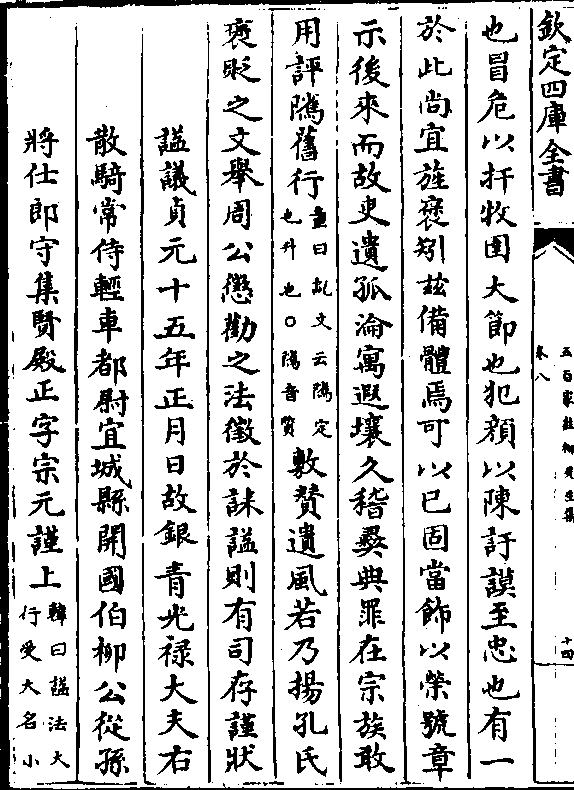 欽定四庫全書
五百家註柳先生集
卷八
十四
也冒危以扞牧圉大節也犯顔以陳訏謨至忠也有一
於此尚宜旌襃矧兹備體焉可以已固當飾以榮號章
示後來而故吏遺孤淪寓遐壤久稽彝典罪在宗族敢
用評隲舊行童曰説文云隲定也升也○隲音質敷賛遺風若乃揚孔氏
襃貶之文舉周公懲勸之法徵於誄諡則有司存謹狀
諡議貞元十五年正月日故銀青光禄大夫右
散騎常侍輕車都尉宜城縣開國伯柳公從孫
將仕郎守集賢殿正字宗元謹上韓曰諡法大行受大名小